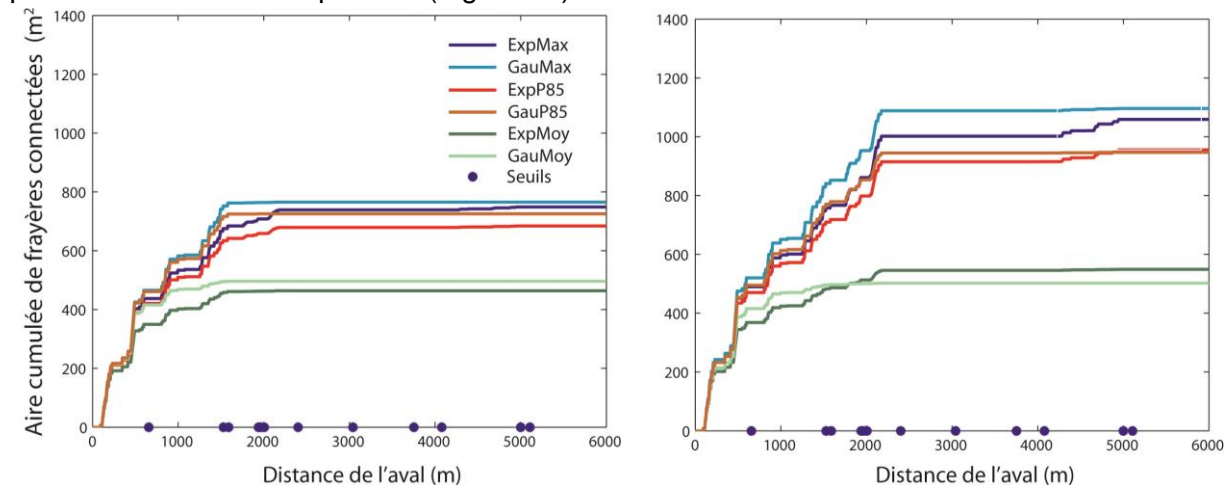 1400
1200
1000
800
600
400
200
0
Aire cumulée de frayères connectées (m²)
ExpMax
GauMax
ExpP85
GauP85
ExpMoy
GauMoy
Seuils
0 1000 2000 3000 4000 5000 6000
Distance de l'aval (m)
1400
1200
1000
800
600
400
200
0
0 1000 2000 3000 4000 5000 6000
Distance de l'aval (m)